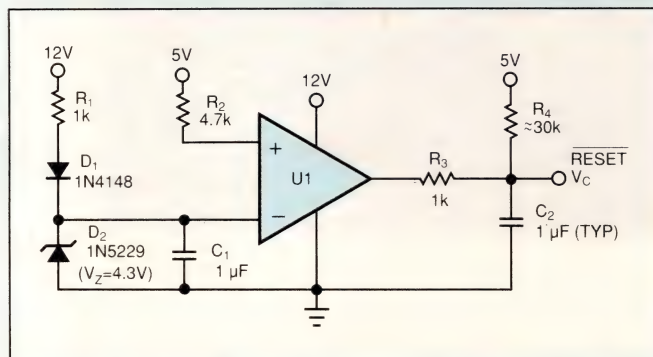 12V
R1
1k
D1
1N4148
D2
1N5229
(VZ=4.3V)
C1
1 µF
5V
R2
4.7k
12V
+
−
U1
R3
1k
5V
R4
≈30k
RESET
VC
C2
1 µF (TYP)